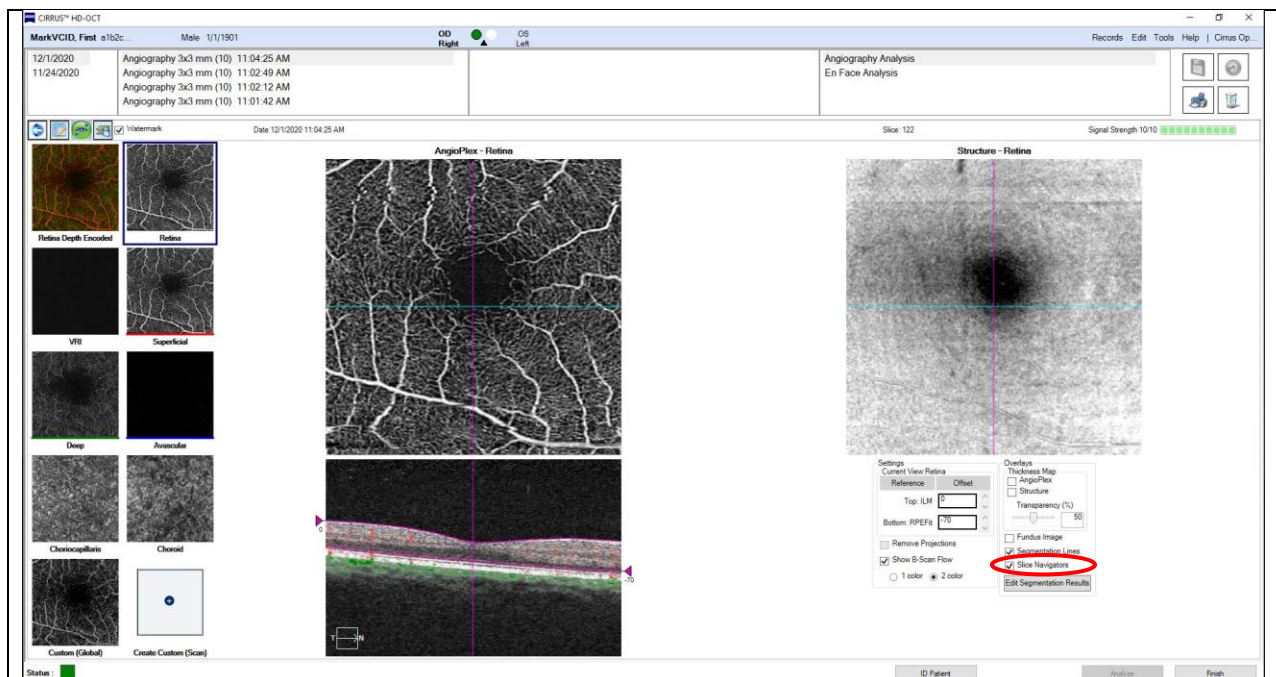 CIRRUS™ HD-OCT
MarkVCID, First a1b2c... Male 1/1/1901 OD Right OS Left Records Edit Tools Help | Cirrus Op...
12/1/2020
11/24/2020
Angiography 3x3 mm (10) 11:04:25 AM
Angiography 3x3 mm (10) 11:02:49 AM
Angiography 3x3 mm (10) 11:02:12 AM
Angiography 3x3 mm (10) 11:01:42 AM
Angiography Analysis
En Face Analysis
Watermark Date 12/1/2020 11:04:25 AM Slice: 122 Signal Strength 10/10
Retina Depth Encoded Retina
VRI Superficial
Deep Avascular
Choriocapillaris Choroid
Custom (Global) Create Custom (Scan)
AngioPlex - Retina
0
-70
T N
Structure - Retina
Settings
Current View:Retina
Reference Offset
Top: ILM 0
Bottom: RPEFit -70
Remove Projections
Show B-Scan Flow
1 color 2 color
Overlays
Thickness Map
AngioPlex
Structure
Transparency (%)
50
Fundus Image
Segmentation Lines
Slice Navigators
Edit Segmentation Results
Status : ID Patient Analyze Finish